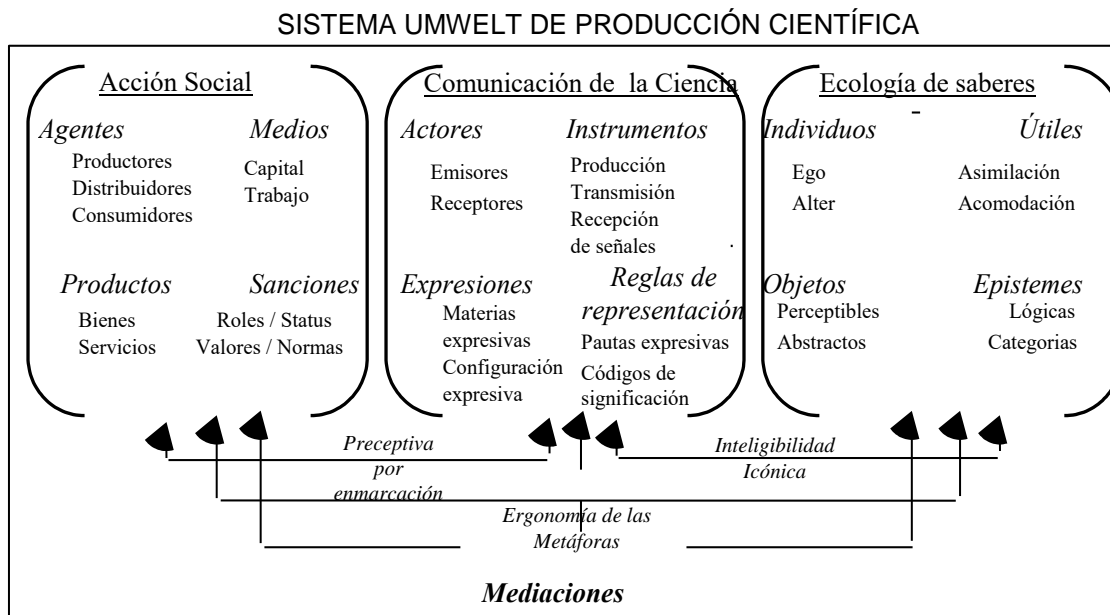 SISTEMA UMWELT DE PRODUCCIÓN CIENTÍFICA
Acción Social
Agentes
Medios
Productores
Distribuidores
Consumidores
Capital
Trabajo
Productos
Sanciones
Bienes
Servicios
Roles / Status
Valores / Normas
Comunicación de la Ciencia
Actores
Instrumentos
Emisores
Receptores
Producción
Transmisión
Recepción
de señales
Expresiones
Reglas de
representación
Materias
expresivas
Configuración
expresiva
Pautas expresivas
Códigos de
significación
Ecología de saberes
Individuos
Útiles
Ego
Alter
Asimilación
Acomodación
Objetos
Epistemes
Perceptibles
Abstractos
Lógicas
Categorias
Preceptiva
por
enmarcación
Inteligibilidad
Icónica
Ergonomía de las
Metáforas
Mediaciones